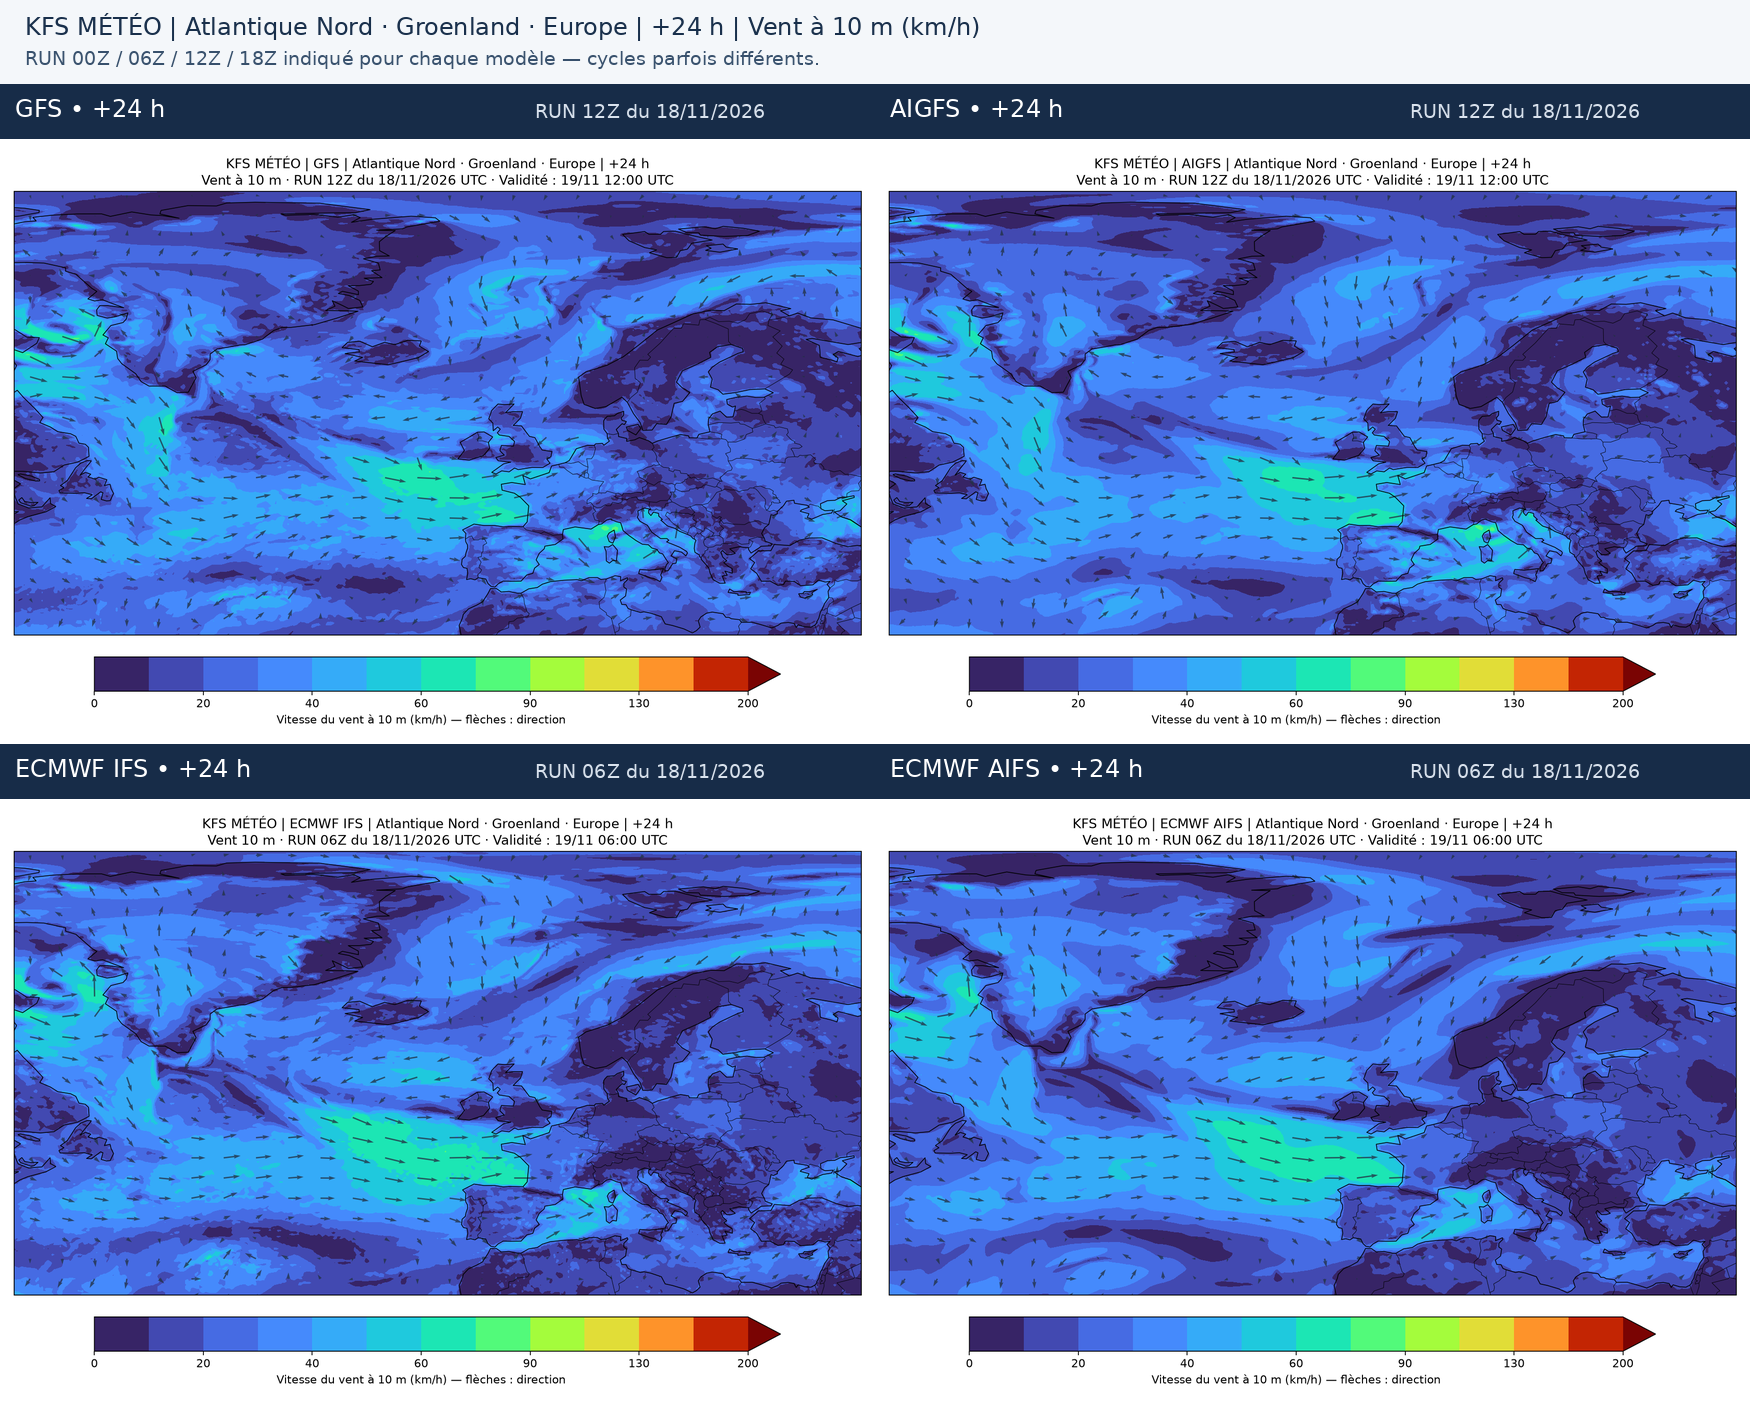 KFS MÉTÉO | Atlantique Nord · Groenland · Europe | +24 h | Vent à 10 m (km/h)
RUN 00Z / 06Z / 12Z / 18Z indiqué pour chaque modèle — cycles parfois différents.
GFS • +24 h
RUN 12Z du 18/11/2026
KFS MÉTÉO | GFS | Atlantique Nord · Groenland · Europe | +24 h
Vent à 10 m · RUN 12Z du 18/11/2026 UTC · Validité : 19/11 12:00 UTC
0 20 40 60 90 130 200
Vitesse du vent à 10 m (km/h) — flèches : direction
AIGFS • +24 h
RUN 12Z du 18/11/2026
KFS MÉTÉO | AIGFS | Atlantique Nord · Groenland · Europe | +24 h
Vent à 10 m · RUN 12Z du 18/11/2026 UTC · Validité : 19/11 12:00 UTC
0 20 40 60 90 130 200
Vitesse du vent à 10 m (km/h) — flèches : direction
ECMWF IFS • +24 h
RUN 06Z du 18/11/2026
KFS MÉTÉO | ECMWF IFS | Atlantique Nord · Groenland · Europe | +24 h
Vent 10 m · RUN 06Z du 18/11/2026 UTC · Validité : 19/11 06:00 UTC
0 20 40 60 90 130 200
Vitesse du vent à 10 m (km/h) — flèches : direction
ECMWF AIFS • +24 h
RUN 06Z du 18/11/2026
KFS MÉTÉO | ECMWF AIFS | Atlantique Nord · Groenland · Europe | +24 h
Vent 10 m · RUN 06Z du 18/11/2026 UTC · Validité : 19/11 06:00 UTC
0 20 40 60 90 130 200
Vitesse du vent à 10 m (km/h) — flèches : direction